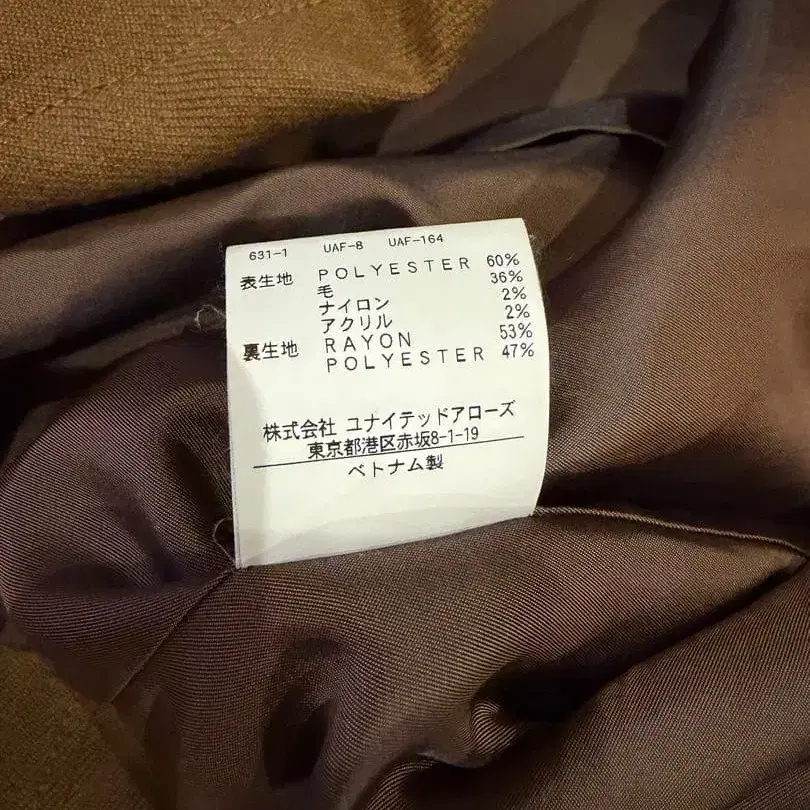 631-1 UAF-8 UAF-164
表生地 POLYESTER 60%
毛 36%
ナイロン 2%
アクリル 2%
裏生地 RAYON 53%
POLYESTER 47%
株式会社 ユナイテッドアローズ
東京都港区赤坂8-1-19
ベトナム製